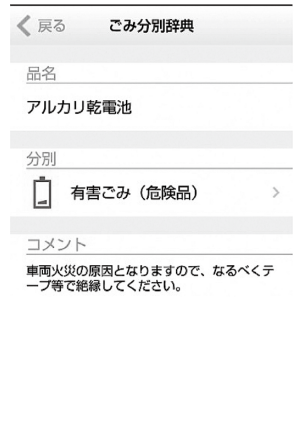 戻る ごみ分別辞典
品名
アルカリ乾電池
分別
有害ごみ（危険品）
コメント
車両火災の原因となりますので、なるべくテ
ープ等で絶縁してください。